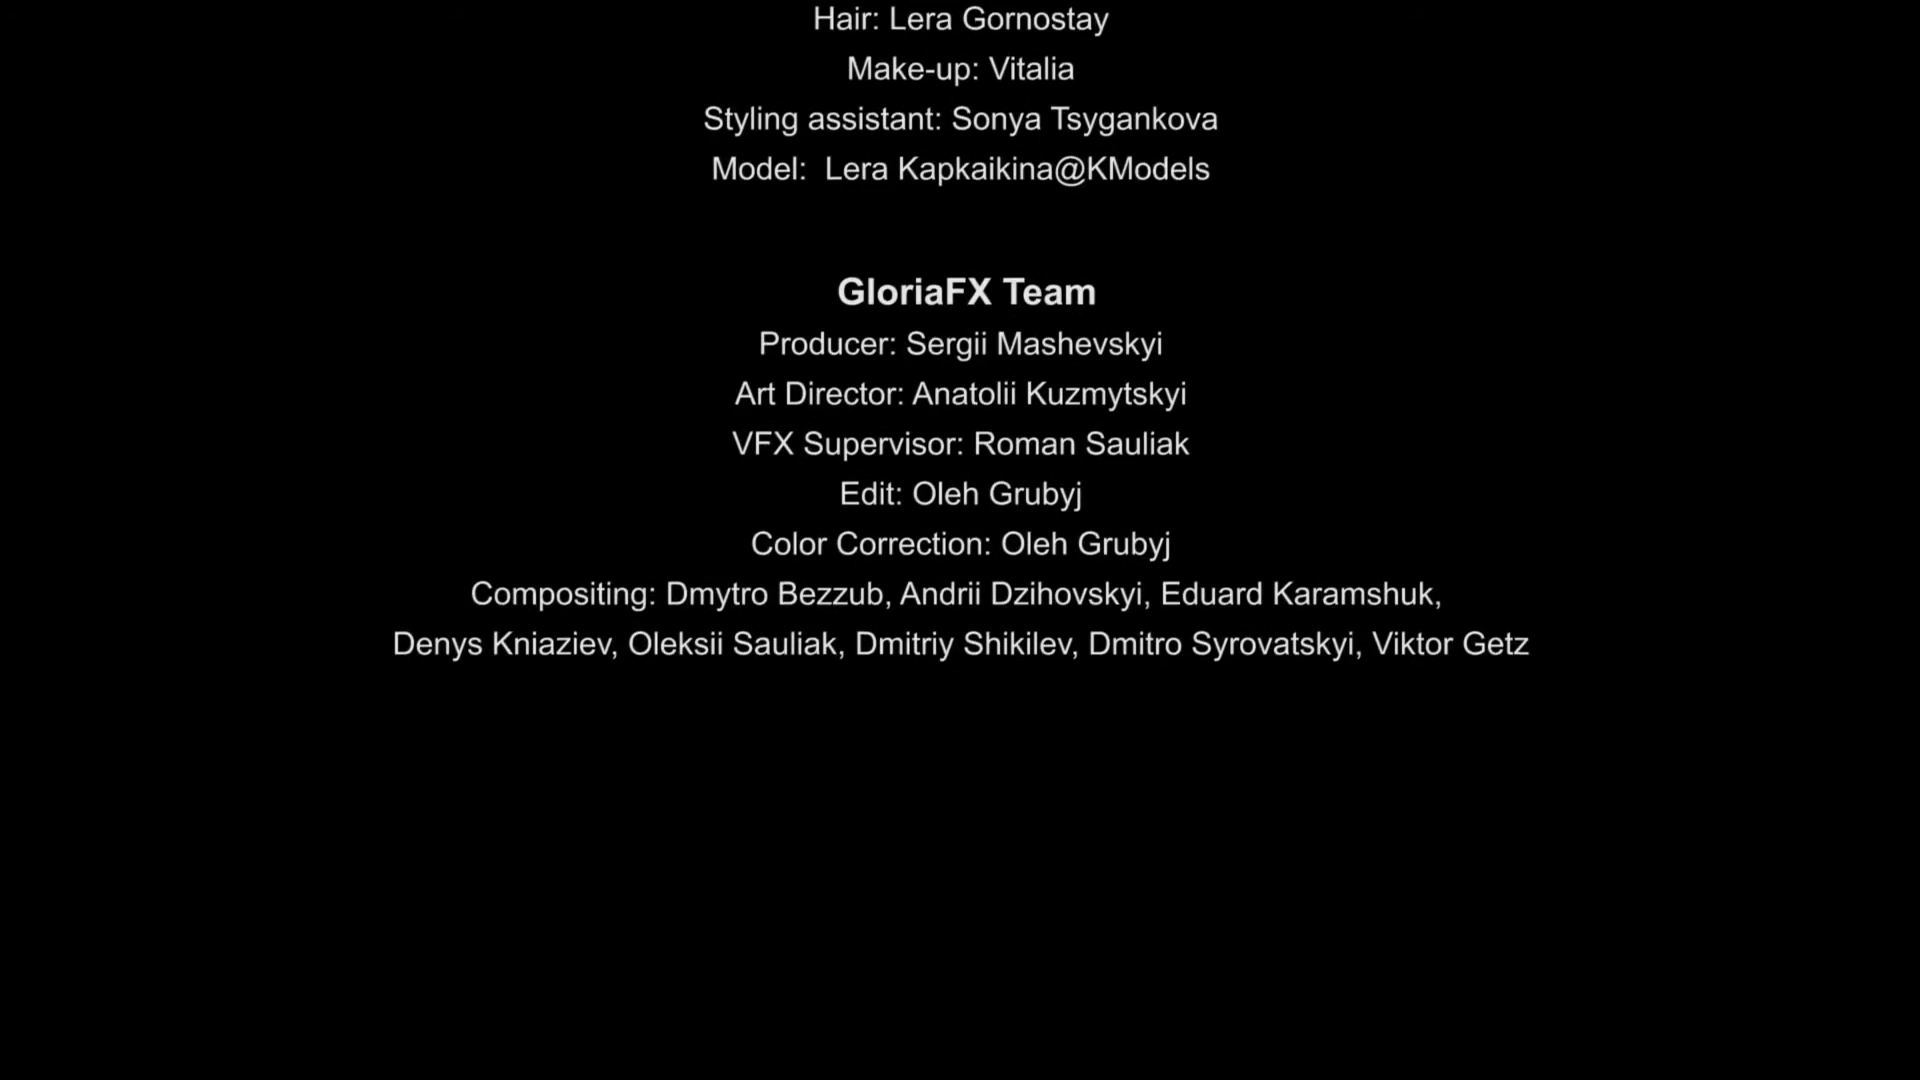 Hair: Lera Gornostay
Make-up: Vitalia
Styling assistant: Sonya Tsygankova
Model:  Lera Kapkaikina@KModels
GloriaFX Team
Producer: Sergii Mashevskyi
Art Director: Anatolii Kuzmytskyi
VFX Supervisor: Roman Sauliak
Edit: Oleh Grubyj
Color Correction: Oleh Grubyj
Compositing: Dmytro Bezzub, Andrii Dzihovskyi, Eduard Karamshuk,
Denys Kniaziev, Oleksii Sauliak, Dmitriy Shikilev, Dmitro Syrovatskyi, Viktor Getz